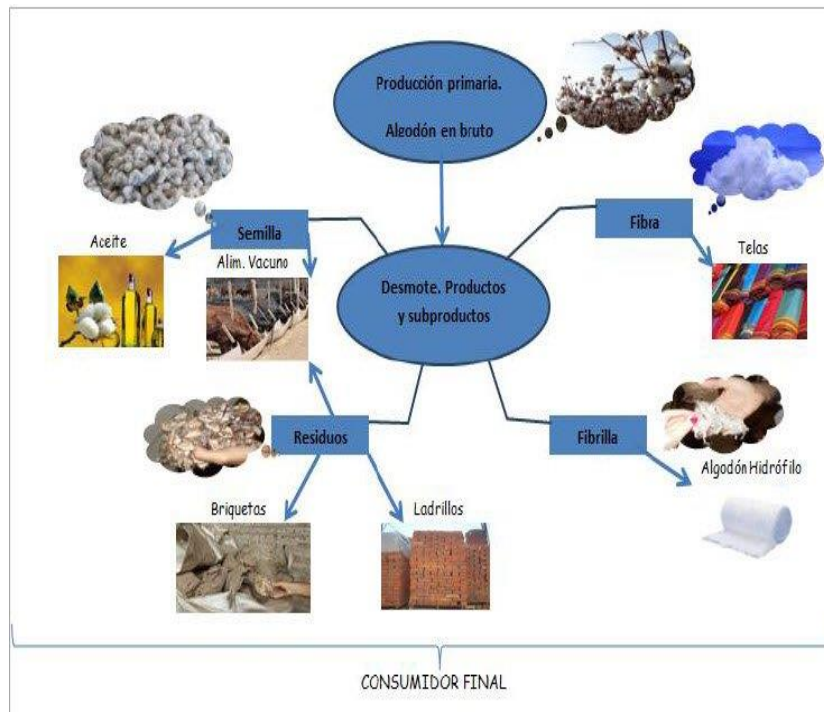 Producción primaria.
Algodón en bruto
Semilla
Fibra
Aceite
Alim. Vacuno
Telas
Desmote. Productos
y subproductos
Residuos
Fibrilla
Algodón Hidrófilo
Briquetas
Ladrillos
CONSUMIDOR FINAL